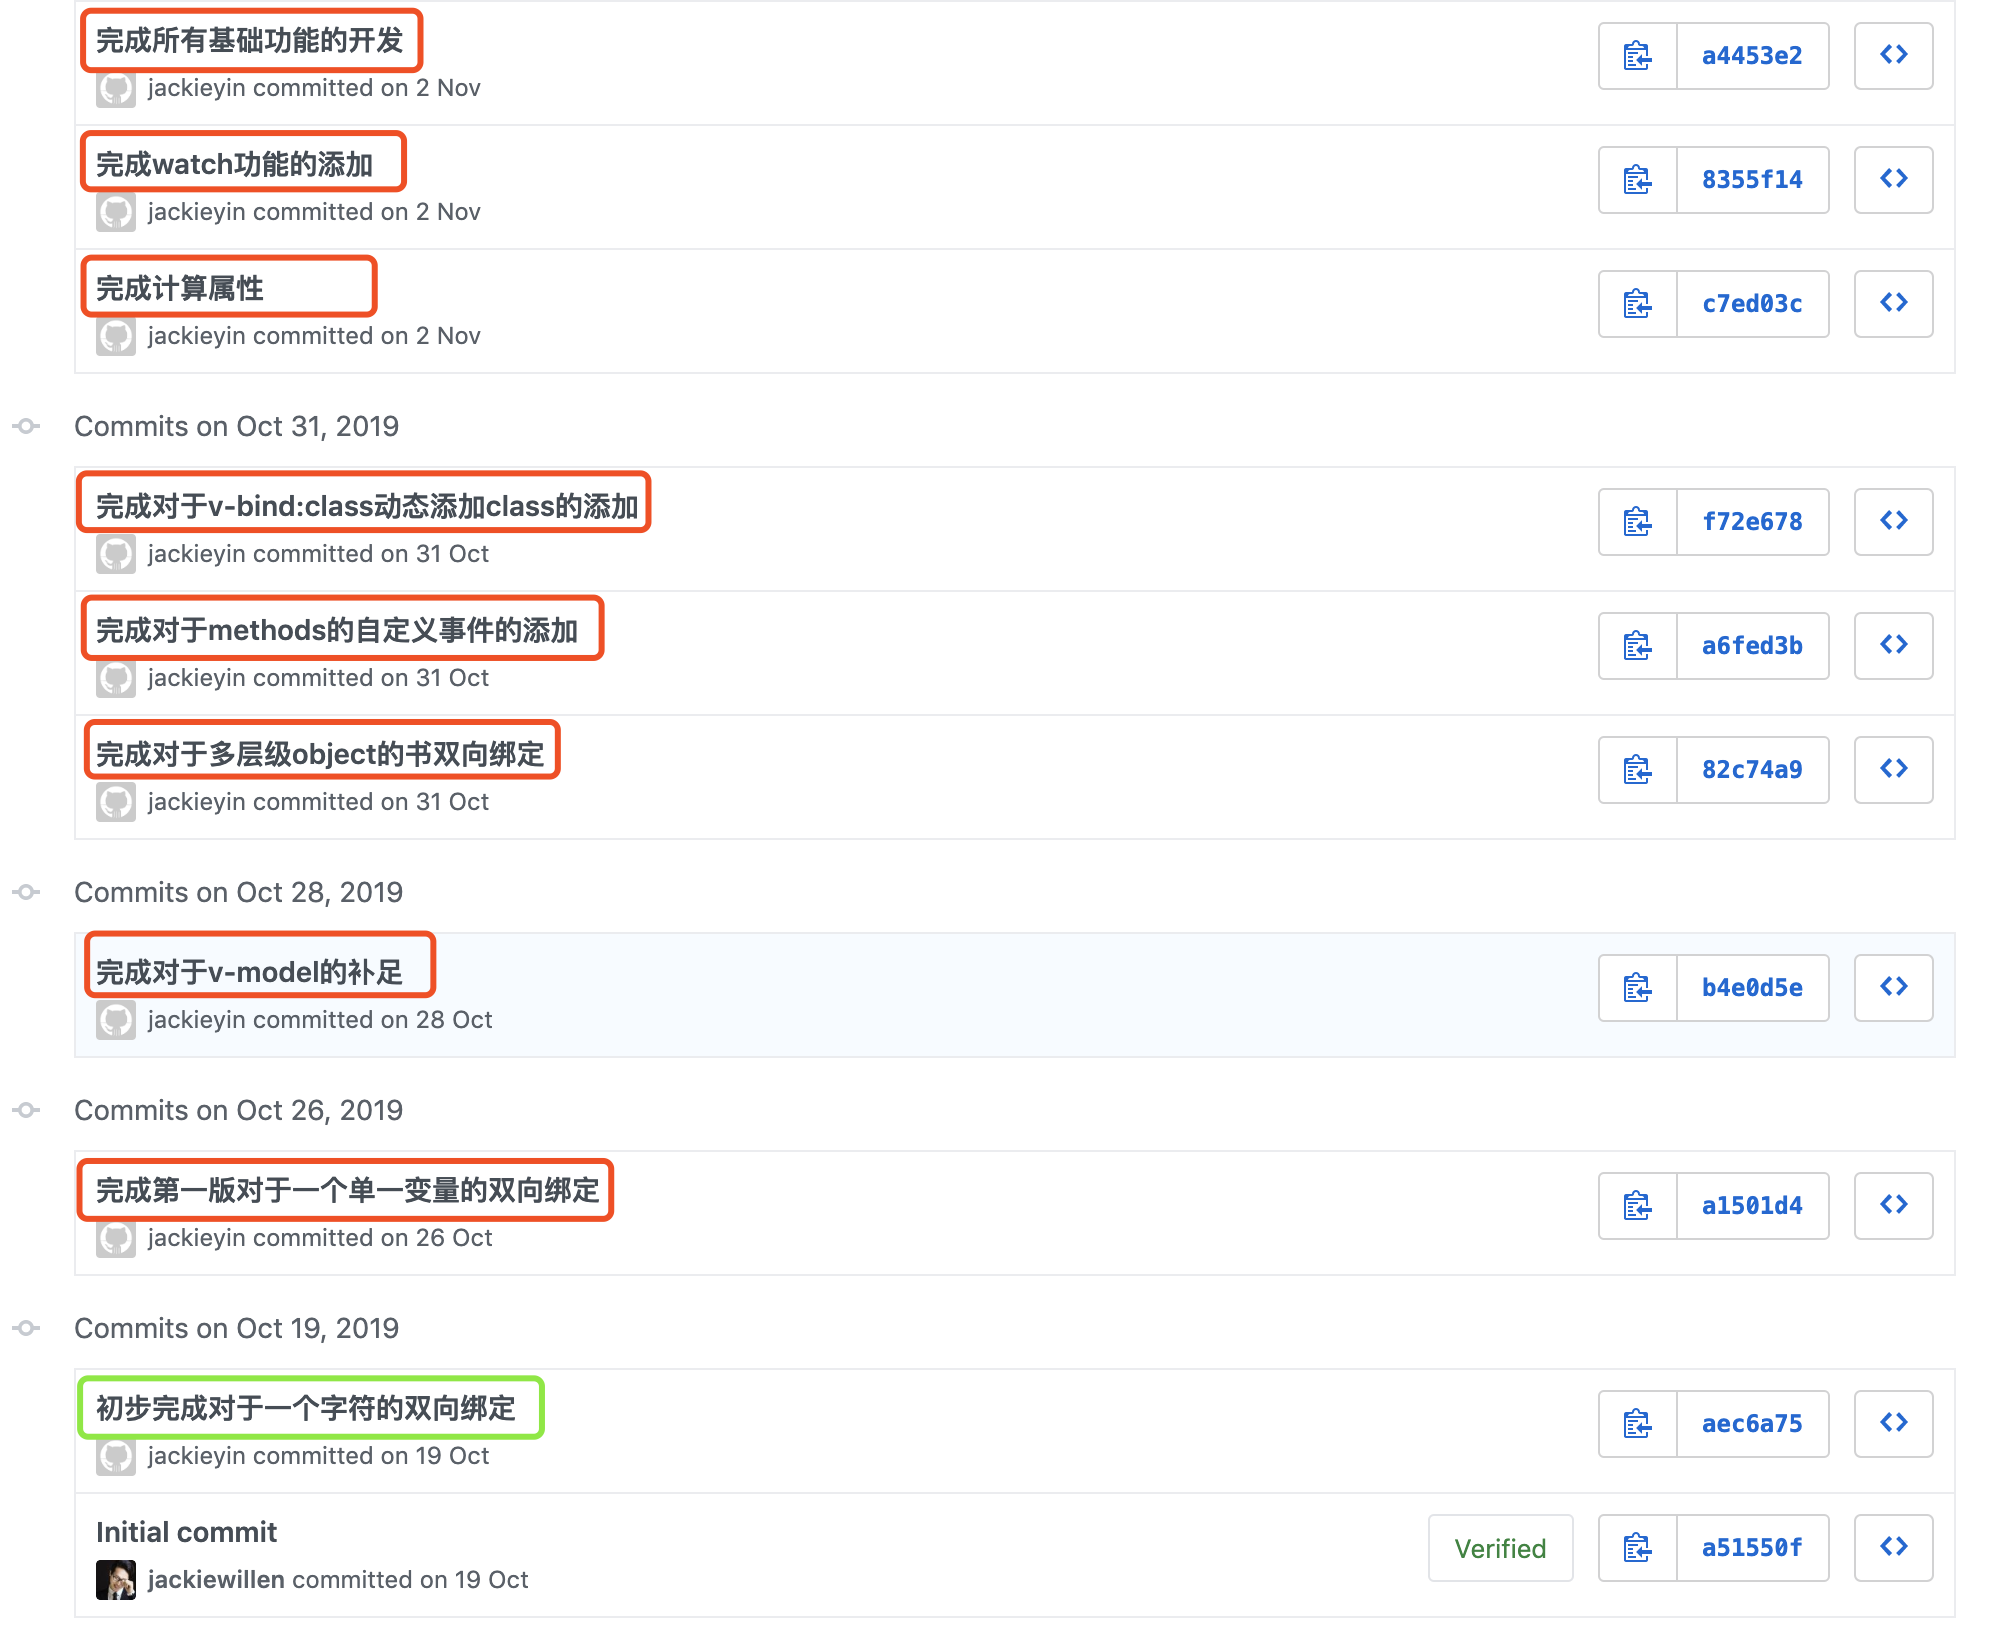 完成所有基础功能的开发
jackieyin committed on 2 Nov
a4453e2
完成watch功能的添加
jackieyin committed on 2 Nov
8355f14
完成计算属性
jackieyin committed on 2 Nov
c7ed03c
Commits on Oct 31, 2019
完成对于v-bind:class动态添加class的添加
jackieyin committed on 31 Oct
f72e678
完成对于methods的自定义事件的添加
jackieyin committed on 31 Oct
a6fed3b
完成对于多层级object的书双向绑定
jackieyin committed on 31 Oct
82c74a9
Commits on Oct 28, 2019
完成对于v-model的补足
jackieyin committed on 28 Oct
b4e0d5e
Commits on Oct 26, 2019
完成第一版对于一个单一变量的双向绑定
jackieyin committed on 26 Oct
a1501d4
Commits on Oct 19, 2019
初步完成对于一个字符的双向绑定
jackieyin committed on 19 Oct
aec6a75
Initial commit
jackiewillen committed on 19 Oct
Verified
a51550f